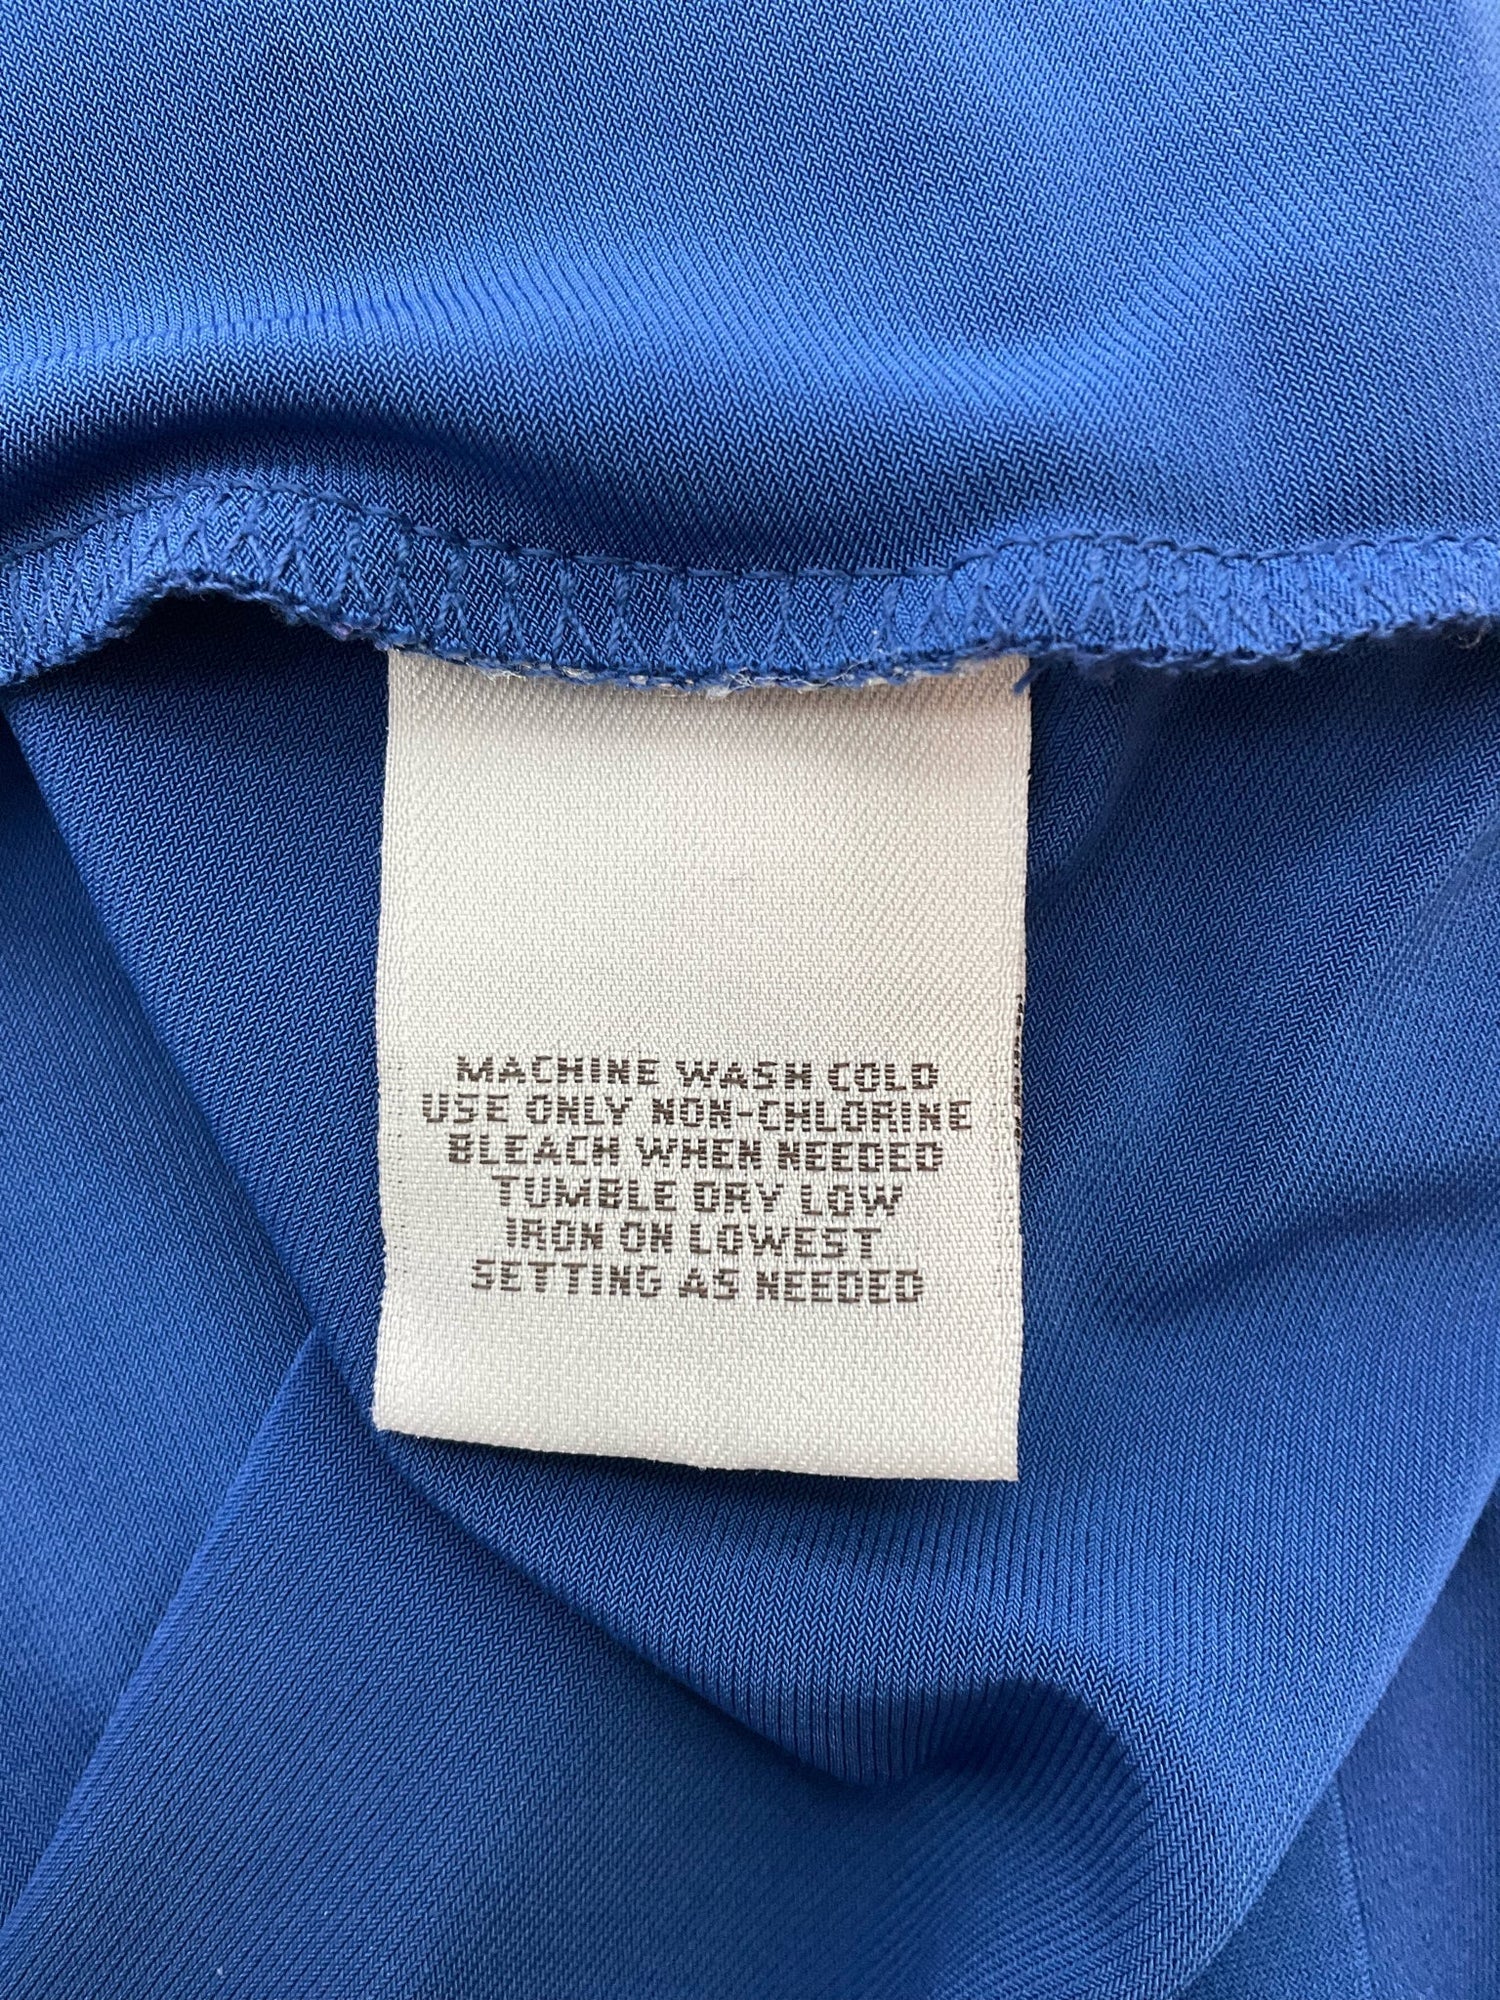 MACHINE WASH COLD
USE ONLY NON-CHLORINE
BLEACH WHEN NEEDED
TUMBLE DRY LOW
IRON ON LOWEST
SETTING AS NEEDED